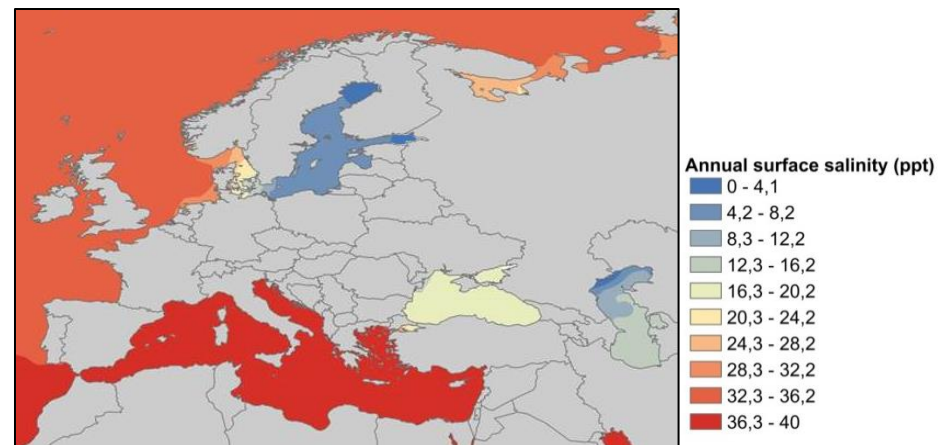 Annual surface salinity (ppt)
0 - 4,1
4,2 - 8,2
8,3 - 12,2
12,3 - 16,2
16,3 - 20,2
20,3 - 24,2
24,3 - 28,2
28,3 - 32,2
32,3 - 36,2
36,3 - 40